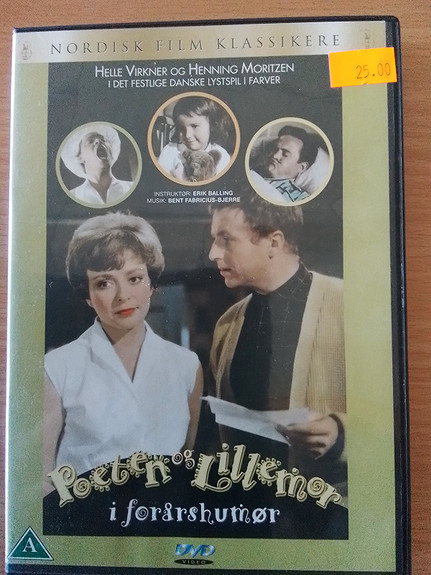 NORDISK FILM KLASSIKERE
25.00
HELLE VIRKNER OG HENNING MORITZEN
I DET FESTLIGE DANSKE LYSTSPIL I FARVER
INSTRUKTØR: ERIK BALLING
MUSIK: BENT FABRICIUS-BJERRE
Poeten og Lillemor
i forårshumør
A
DVD
VIDEO